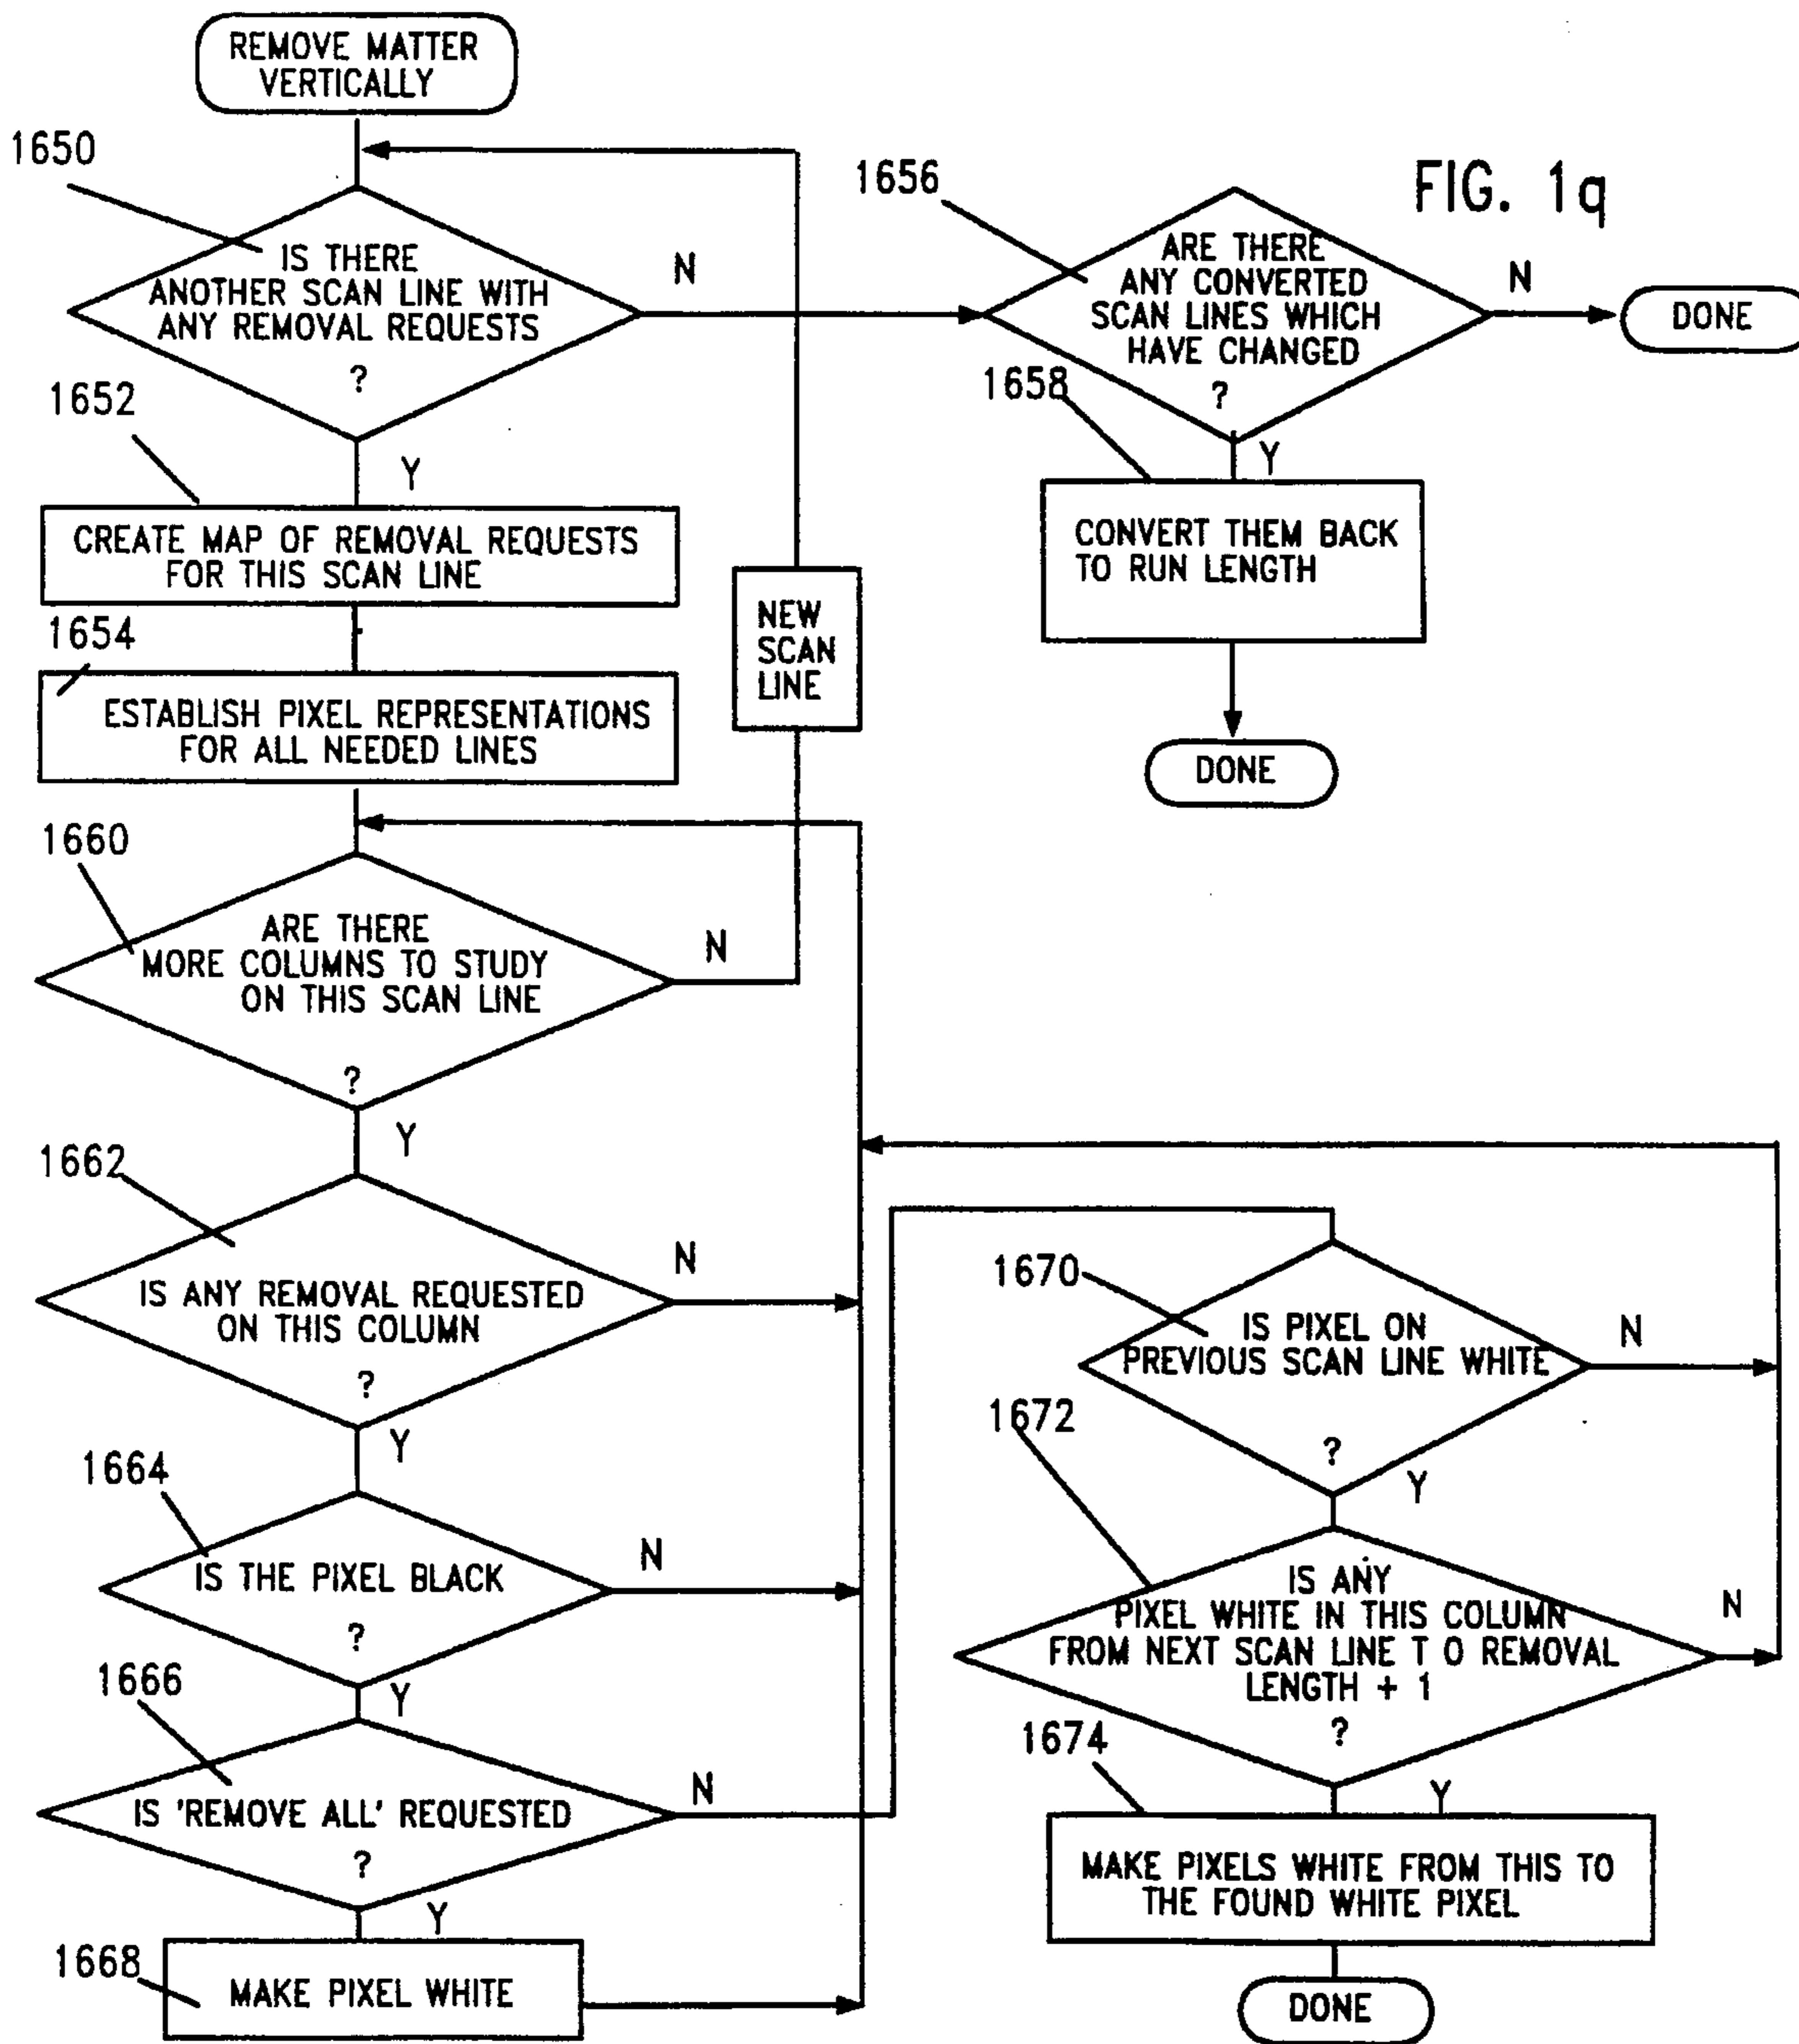 REMOVE MATTER
VERTICALLY
1650
IS THERE
ANOTHER SCAN LINE WITH
ANY REMOVAL REQUESTS
?
N
Y
1656
FIG. 1q
ARE THERE
ANY CONVERTED
SCAN LINES WHICH
HAVE CHANGED
?
N
DONE
Y
1658
CONVERT THEM BACK
TO RUN LENGTH
DONE
1652
CREATE MAP OF REMOVAL REQUESTS
FOR THIS SCAN LINE
1654
ESTABLISH PIXEL REPRESENTATIONS
FOR ALL NEEDED LINES
NEW
SCAN
LINE
1660
ARE THERE
MORE COLUMNS TO STUDY
ON THIS SCAN LINE
?
N
Y
1662
IS ANY REMOVAL REQUESTED
ON THIS COLUMN
?
N
Y
1664
IS THE PIXEL BLACK
?
N
Y
1666
IS 'REMOVE ALL' REQUESTED
?
N
Y
1668
MAKE PIXEL WHITE
1670
IS PIXEL ON
PREVIOUS SCAN LINE WHITE
?
N
Y
1672
IS ANY
PIXEL WHITE IN THIS COLUMN
FROM NEXT SCAN LINE T O REMOVAL
LENGTH + 1
?
N
Y
1674
MAKE PIXELS WHITE FROM THIS TO
THE FOUND WHITE PIXEL
DONE